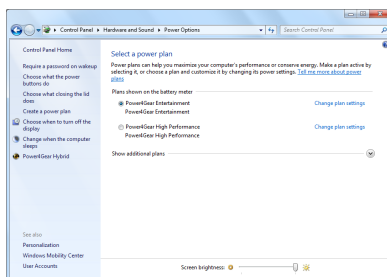 Control Panel ▸ Hardware and Sound ▸ Power Options
Search Control Panel
Control Panel Home
Require a password on wakeup
Choose what the power
buttons do
Choose what closing the lid
does
Create a power plan
Choose when to turn off the
display
Change when the computer
sleeps
Power4Gear Hybrid
See also
Personalization
Windows Mobility Center
User Accounts
Select a power plan
Power plans can help you maximize your computer's performance or conserve energy. Make a plan active by
selecting it, or choose a plan and customize it by changing its power settings. Tell me more about power
plans
Plans shown on the battery meter
Power4Gear Entertainment Change plan settings
Power4Gear Entertainment
Power4Gear High Performance Change plan settings
Power4Gear High Performance
Show additional plans
Screen brightness: